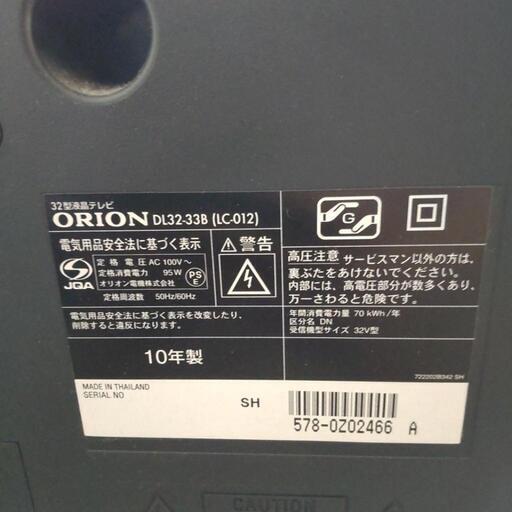 32型液晶テレビ
ORION DL32-33B (LC-012)
電気用品安全法に基づく表示
JQA
定格電圧 AC 100V~
定格消費電力 95W
オリオン電機株式会社
定格周波数 50Hz/60Hz
PS
E
電気用品安全法に基づく表示を改変したり、
削除すると違反になります。
10年製
警告
G
高圧注意 サービスマン以外の方は、
裏ぶたをあけないでください。
内部には、高電圧部分が数多くあり、
万一さわると危険です。
年間消費電力量 70 kWh/年
区分名 DN
受信機型サイズ 32V型
722202B342 SH
MADE IN THAILAND
SERIAL NO
SH
578-0Z02466 A
CAUTION